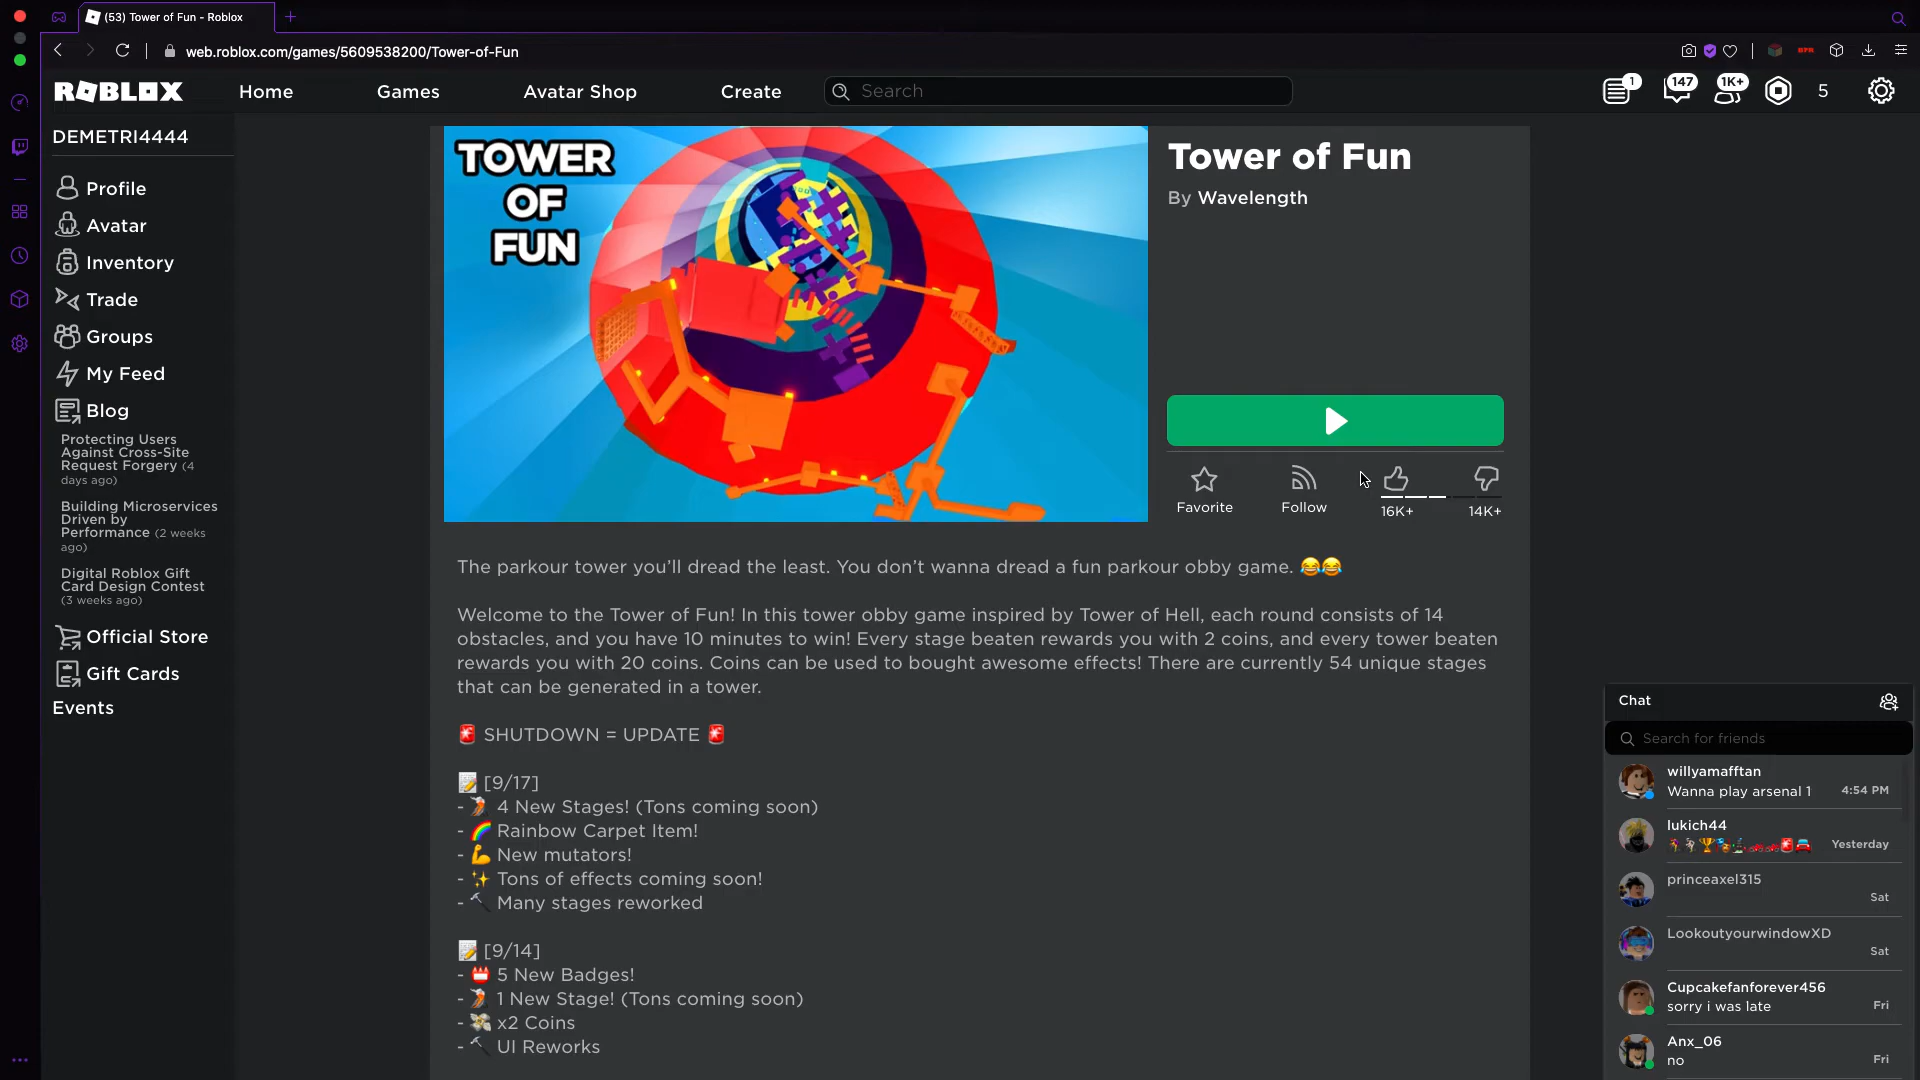 (53) Tower of Fun - Roblox
web.roblox.com/games/5609538200/Tower-of-Fun
ROBLOX
Home
Games
Avatar Shop
Create
Search
1
147
1K+
5
DEMETRI4444
Profile
Avatar
Inventory
Trade
Groups
My Feed
Blog
Protecting Users
Against Cross-Site
Request Forgery (4
days ago)
Building Microservices
Driven by
Performance (2 weeks
ago)
Digital Roblox Gift
Card Design Contest
(3 weeks ago)
Official Store
Gift Cards
Events
TOWER
OF
FUN
Tower of Fun
By Wavelength
Favorite
Follow
16K+
14K+
The parkour tower you'll dread the least. You don't wanna dread a fun parkour obby game. 😂😂
Welcome to the Tower of Fun! In this tower obby game inspired by Tower of Hell, each round consists of 14
obstacles, and you have 10 minutes to win! Every stage beaten rewards you with 2 coins, and every tower beaten
rewards you with 20 coins. Coins can be used to bought awesome effects! There are currently 54 unique stages
that can be generated in a tower.
🚨 SHUTDOWN = UPDATE 🚨
📝 [9/17]
- 4 New Stages! (Tons coming soon)
- 🌈 Rainbow Carpet Item!
- 💪 New mutators!
- ✨ Tons of effects coming soon!
- 🔨 Many stages reworked
📝 [9/14]
- 📛 5 New Badges!
- 1 New Stage! (Tons coming soon)
- 💸 x2 Coins
- 🔨 UI Reworks
Chat
Search for friends
willyamafftan
Wanna play arsenal 1 4:54 PM
lukich44
Yesterday
princeaxel315
Sat
LookoutyourwindowXD
Sat
Cupcakefanforever456
sorry i was late Fri
Anx_06
no Fri